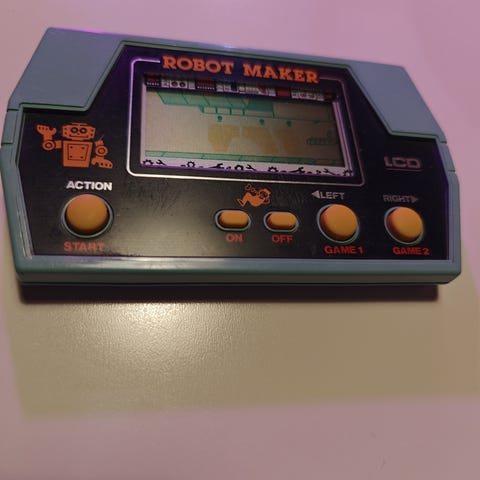 ROBOT MAKER
LCD
ACTION
START
ON
OFF
◀LEFT
GAME 1
RIGHT▶
GAME 2